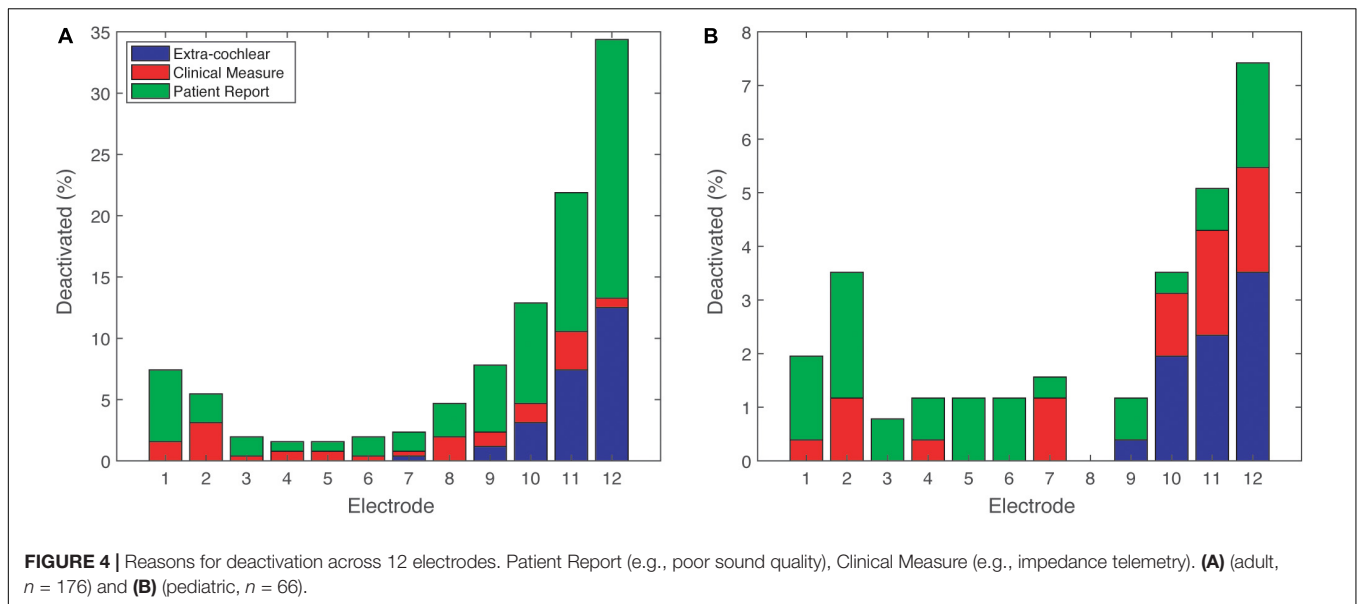 A
Extra-cochlear
Clinical Measure
Patient Report
Deactivated (%)
35
30
25
20
15
10
5
0
1 2 3 4 5 6 7 8 9 10 11 12
Electrode
B
Deactivated (%)
8
7
6
5
4
3
2
1
0
1 2 3 4 5 6 7 8 9 10 11 12
Electrode
FIGURE 4 | Reasons for deactivation across 12 electrodes. Patient Report (e.g., poor sound quality), Clinical Measure (e.g., impedance telemetry). (A) (adult,
n = 176) and (B) (pediatric, n = 66).